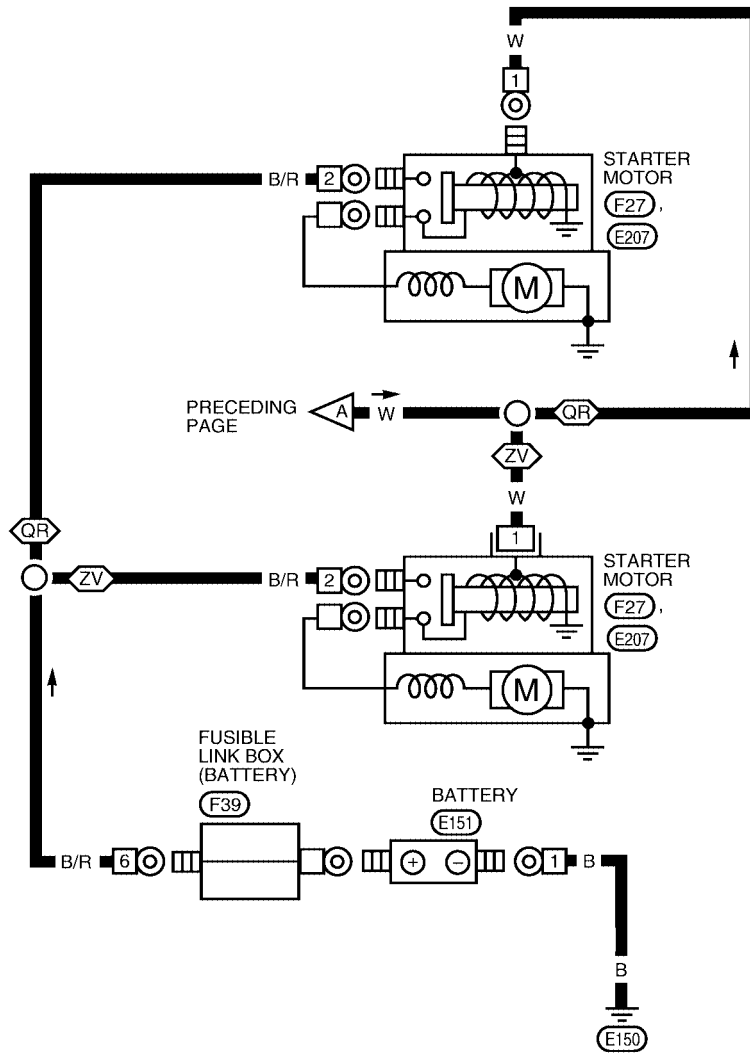 W
1
STARTER
MOTOR
B/R 2
F27 ,
E207
M
PRECEDING
PAGE
A
W
QR
ZV
W
QR
1
STARTER
MOTOR
ZV
B/R 2
F27 ,
E207
M
FUSIBLE
LINK BOX
(BATTERY)
F39
BATTERY
E151
B/R 6
+ −
1 B
B
E150